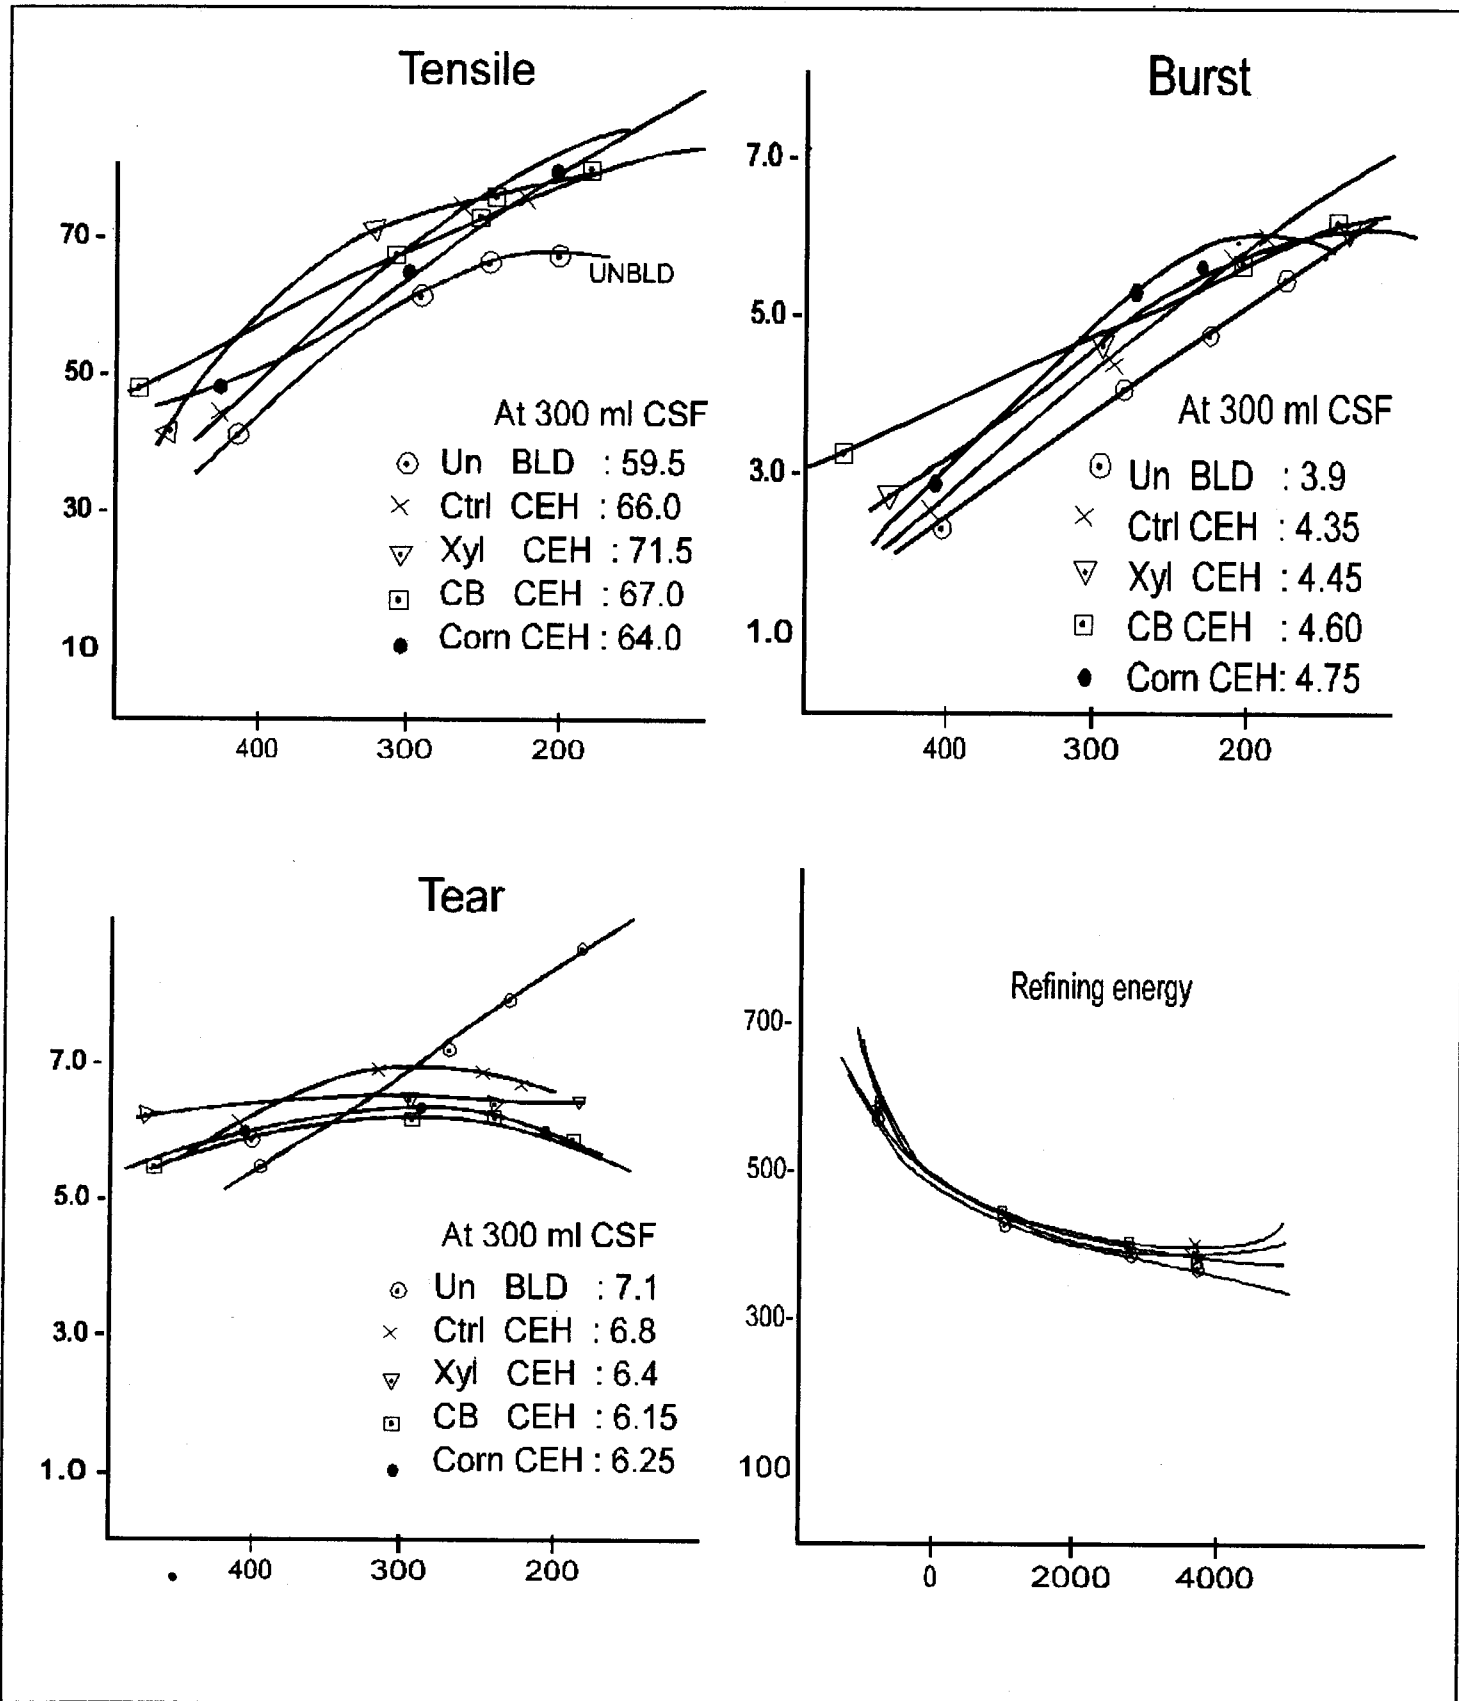 Tensile
70 -
50 -
30 -
10
UNBLD
At 300 ml CSF
Un BLD : 59.5
Ctrl CEH : 66.0
Xyl CEH : 71.5
CB CEH : 67.0
Corn CEH : 64.0
400 300 200
Burst
7.0 -
5.0 -
3.0 -
1.0
At 300 ml CSF
Un BLD : 3.9
Ctrl CEH : 4.35
Xyl CEH : 4.45
CB CEH : 4.60
Corn CEH: 4.75
400 300 200
Tear
7.0 -
5.0 -
3.0 -
1.0 -
At 300 ml CSF
Un BLD : 7.1
Ctrl CEH : 6.8
Xyl CEH : 6.4
CB CEH : 6.15
Corn CEH : 6.25
400 300 200
Refining energy
700-
500-
300-
100
0 2000 4000